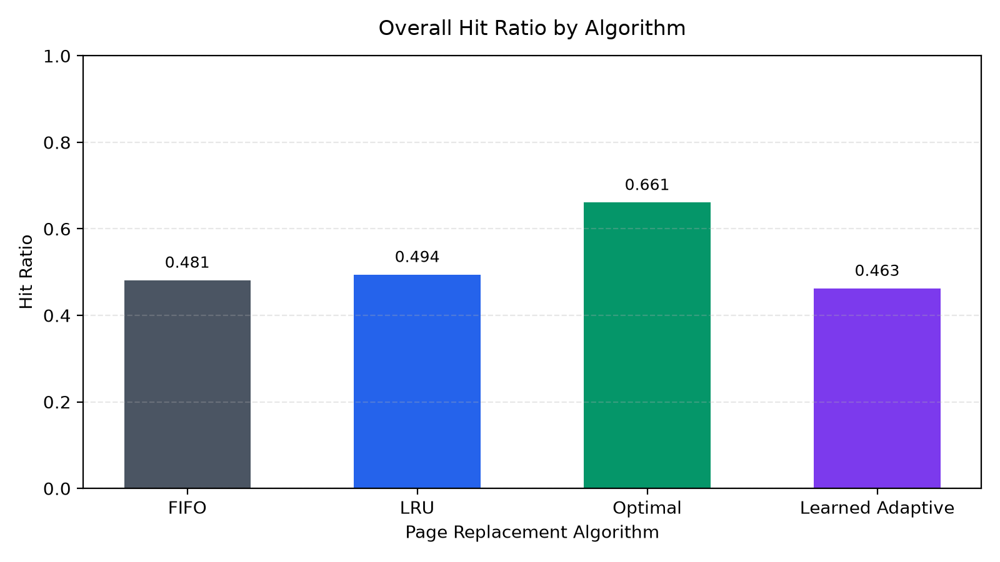 Overall Hit Ratio by Algorithm
1.0
0.8
0.6
0.4
0.2
0.0
Hit Ratio
0.481
0.494
0.661
0.463
FIFO
LRU
Optimal
Learned Adaptive
Page Replacement Algorithm